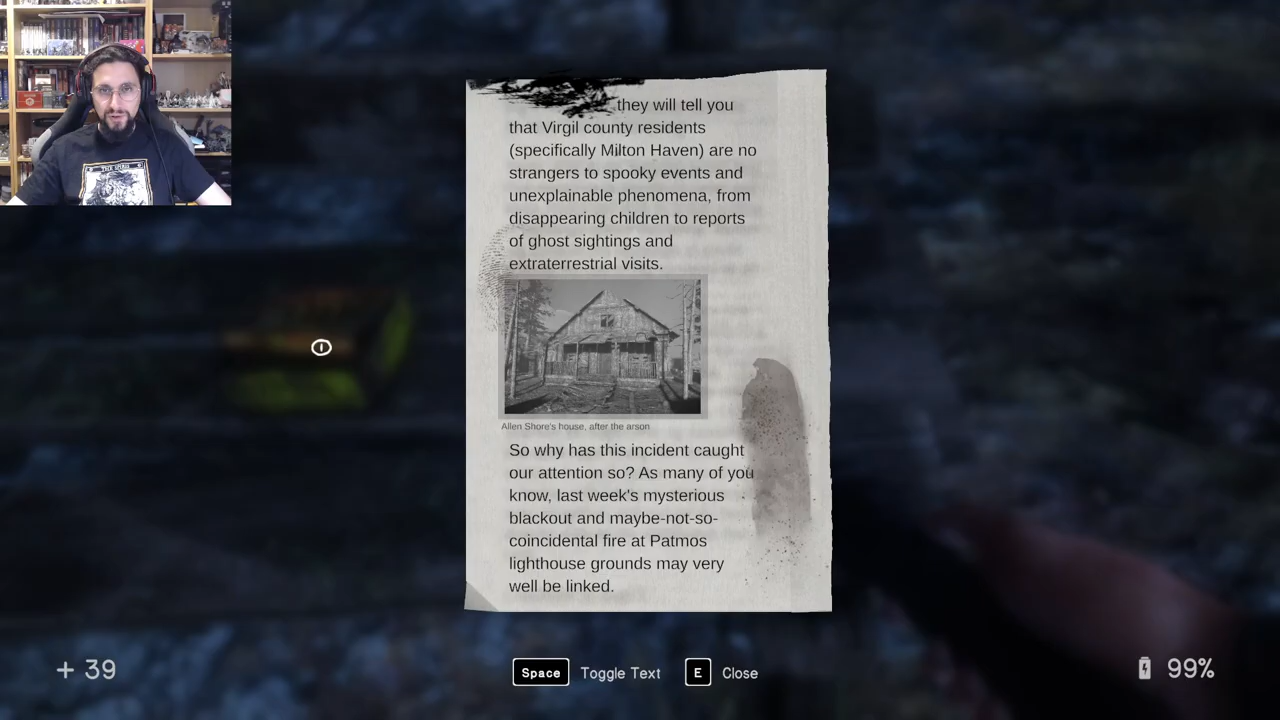 they will tell you
that Virgil county residents
(specifically Milton Haven) are no
strangers to spooky events and
unexplainable phenomena, from
disappearing children to reports
of ghost sightings and
extraterrestrial visits.
Allen Shore's house, after the arson
So why has this incident caught
our attention so? As many of you
know, last week's mysterious
blackout and maybe-not-so-
coincidental fire at Patmos
lighthouse grounds may very
well be linked.
+ 39
Space Toggle Text E Close
99%